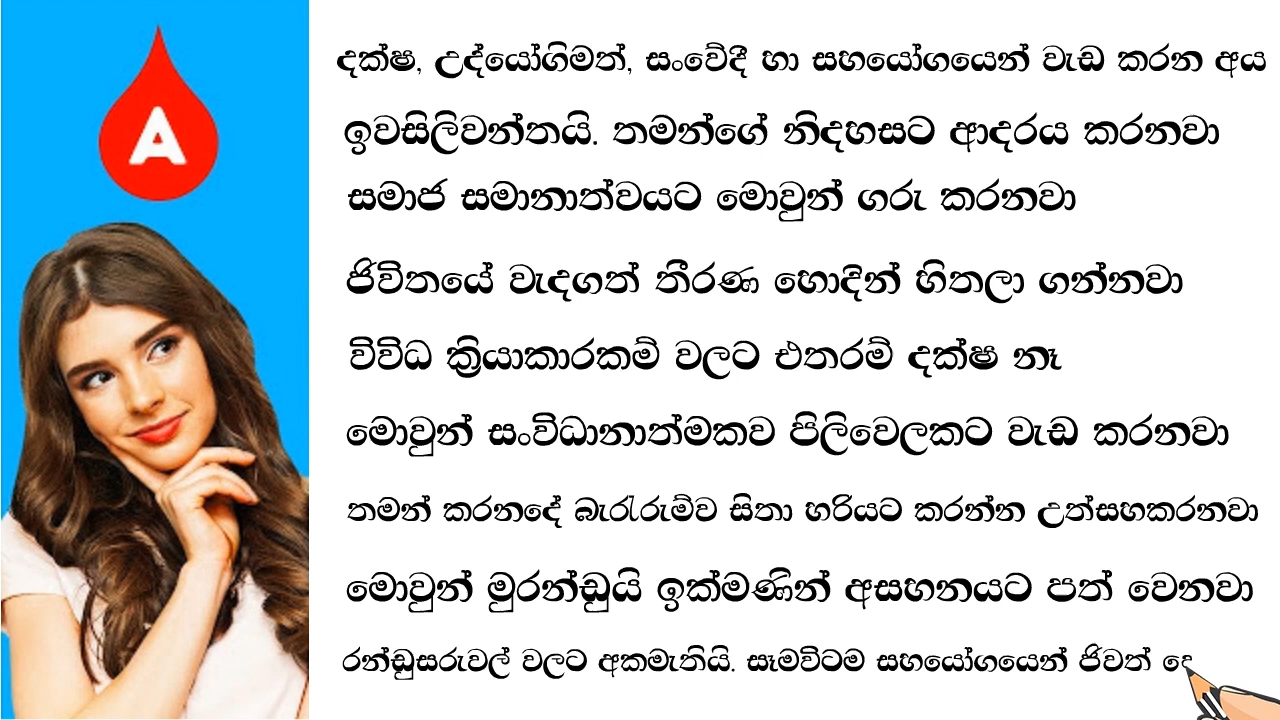 A
දක්ෂ, උද්යෝගිමත්, සංවේදී හා සහයෝගයෙන් වැඩ කරන අය
ඉවසිලිවන්තයි. තමන්ගේ නිදහසට ආදරය කරනවා
සමාජ සමානාත්වයට මොවුන් ගරු කරනවා
ජිවිතයේ වැදගත් තීරණ හොදින් හිතලා ගන්නවා
විවිධ ක්‍රියාකාරකම් වලට එතරම් දක්ෂ නෑ
මොවුන් සංවිධානාත්මකව පිලිවෙලකට වැඩ කරනවා
තමන් කරනදේ බැරැරුම්ව සිතා හරියට කරන්න උත්සහකරනවා
මොවුන් මුරන්ඩුයි ඉක්මණින් අසහනයට පත් වෙනවා
රන්ඩුසරුවල් වලට අකමැතියි. සෑමවිටම සහයෝගයෙන් ජිවත්